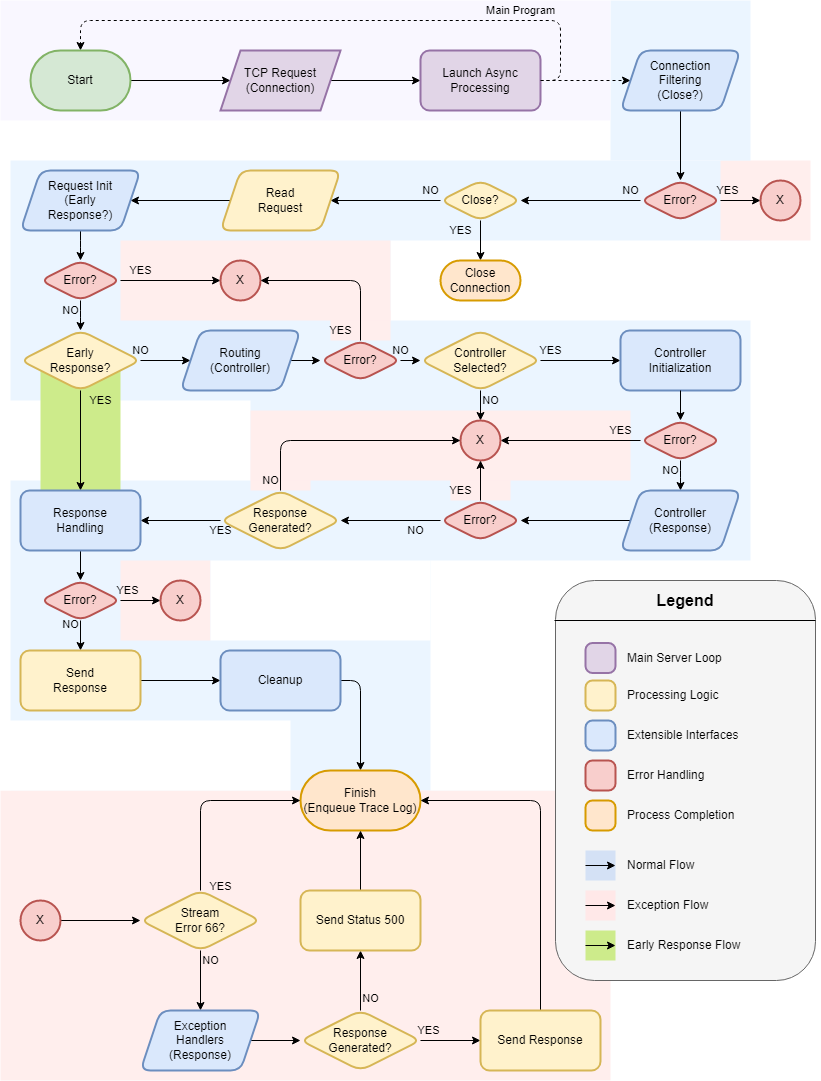 Main Program
Start
TCP Request
(Connection)
Launch Async
Processing
Connection
Filtering
(Close?)
Request Init
(Early
Response?)
Read
Request
NO
Close?
NO
Error?
YES
X
YES
Close
Connection
Error?
YES
X
NO
YES
Early
Response?
NO
Routing
(Controller)
Error?
NO
Controller
Selected?
YES
Controller
Initialization
YES
NO
X
YES
Error?
NO
NO
YES
Response
Handling
YES
Response
Generated?
NO
Error?
Controller
(Response)
Error?
YES
X
NO
Send
Response
Cleanup
Finish
(Enqueue Trace Log)
YES
X
Stream
Error 66?
Send Status 500
NO
NO
Exception
Handlers
(Response)
Response
Generated?
YES
Send Response
Legend
Main Server Loop
Processing Logic
Extensible Interfaces
Error Handling
Process Completion
Normal Flow
Exception Flow
Early Response Flow